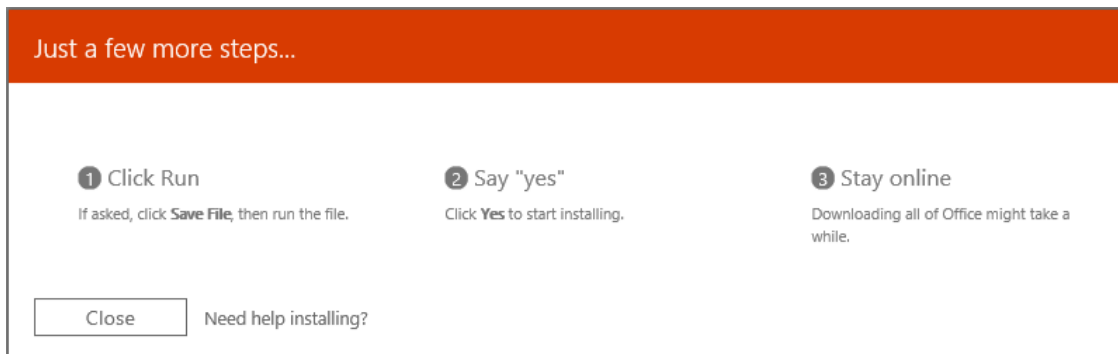 Just a few more steps...
1 Click Run
If asked, click Save File, then run the file.
2 Say "yes"
Click Yes to start installing.
3 Stay online
Downloading all of Office might take a
while.
Close
Need help installing?